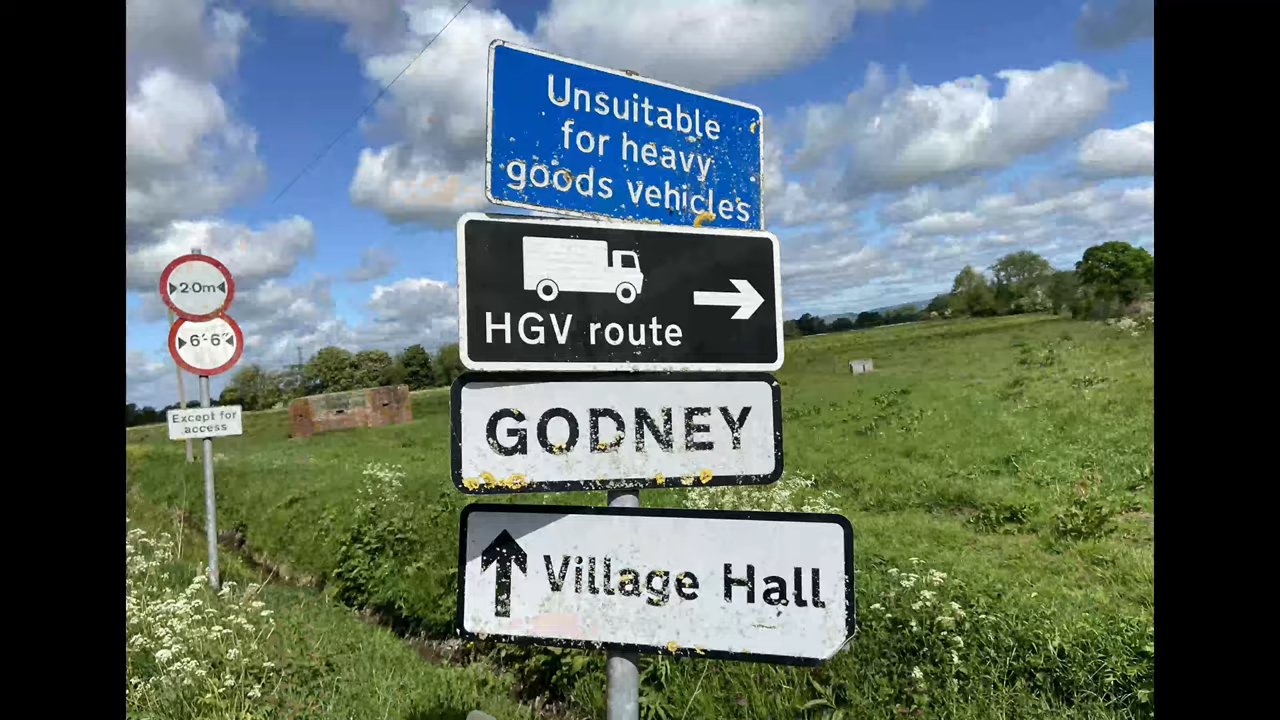 Unsuitable
for heavy
goods vehicles
HGV route
GODNEY
Village Hall
2.0m
6'-6"
Except for
access